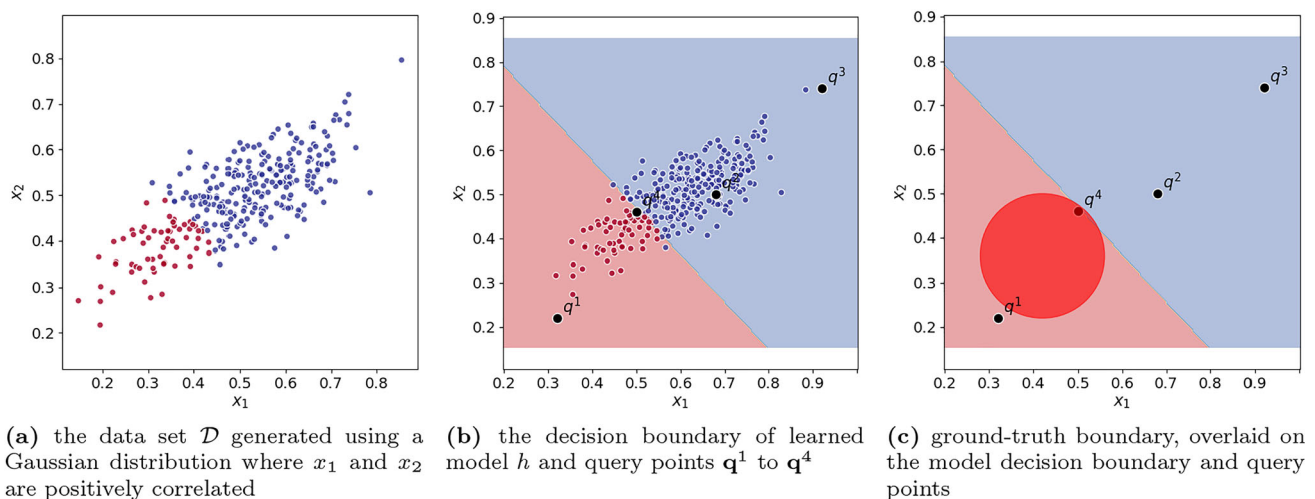 0.8
0.7
0.6
0.5
0.4
0.3
0.2
x2
0.2 0.3 0.4 0.5 0.6 0.7 0.8
x1
(a) the data set D generated using a
Gaussian distribution where x1 and x2
are positively correlated
0.9
0.8
0.7
0.6
0.5
0.4
0.3
0.2
x2
q3
q2
q4
q1
0.2 0.3 0.4 0.5 0.6 0.7 0.8 0.9
x1
(b) the decision boundary of learned
model h and query points q1 to q4
0.9
0.8
0.7
0.6
0.5
0.4
0.3
0.2
x2
q3
q2
q4
q1
0.2 0.3 0.4 0.5 0.6 0.7 0.8 0.9
x1
(c) ground-truth boundary, overlaid on
the model decision boundary and query
points